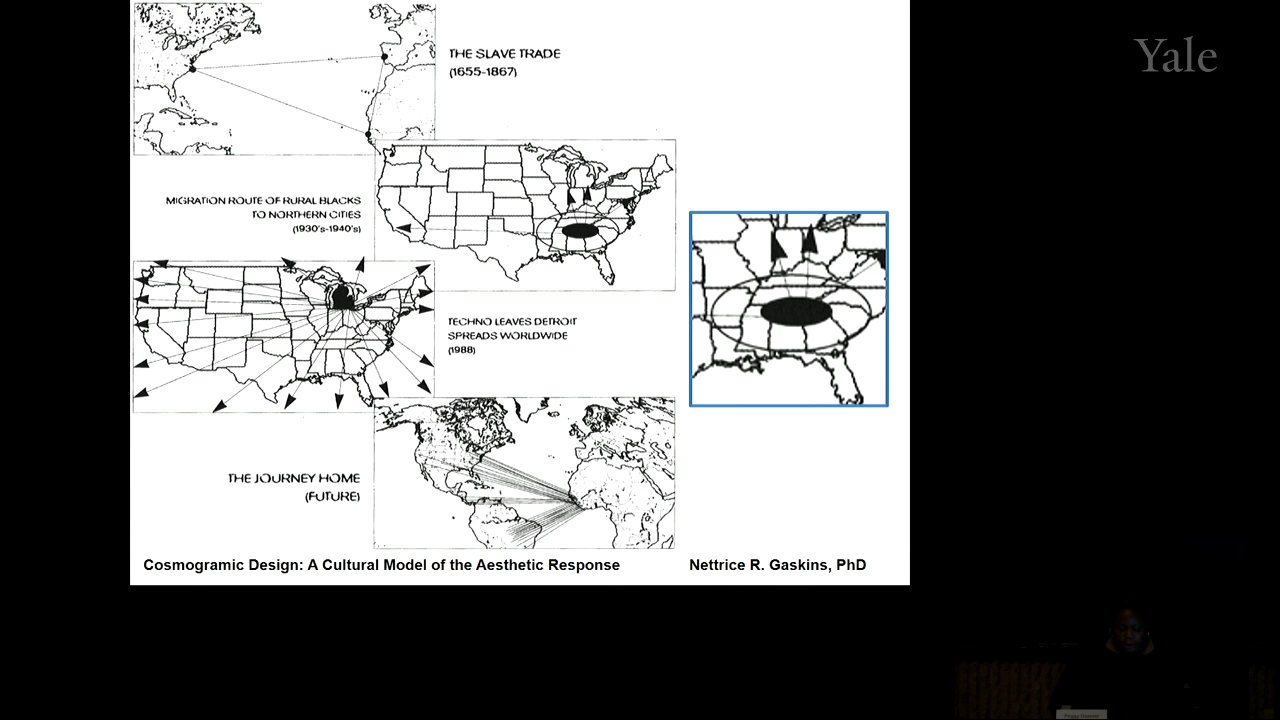 THE SLAVE TRADE
(1655-1867)
Yale
MIGRATION ROUTE OF RURAL BLACKS
TO NORTHERN CITIES
(1930's-1940's)
TECHNO LEAVES DETROIT
SPREADS WORLDWIDE
(1988)
THE JOURNEY HOME
(FUTURE)
Cosmogramic Design: A Cultural Model of the Aesthetic Response
Nettrice R. Gaskins, PhD